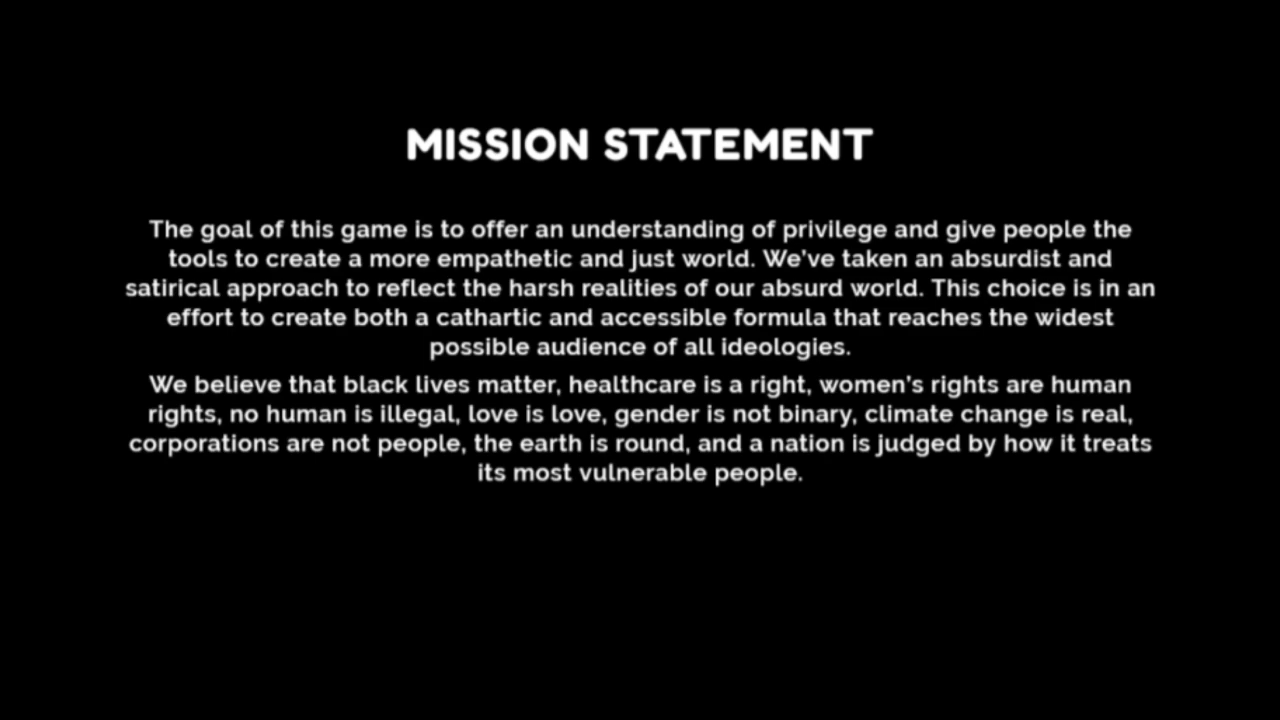 MISSION STATEMENT
The goal of this game is to offer an understanding of privilege and give people the
tools to create a more empathetic and just world. We've taken an absurdist and
satirical approach to reflect the harsh realities of our absurd world. This choice is in an
effort to create both a cathartic and accessible formula that reaches the widest
possible audience of all ideologies.
We believe that black lives matter, healthcare is a right, women's rights are human
rights, no human is illegal, love is love, gender is not binary, climate change is real,
corporations are not people, the earth is round, and a nation is judged by how it treats
its most vulnerable people.